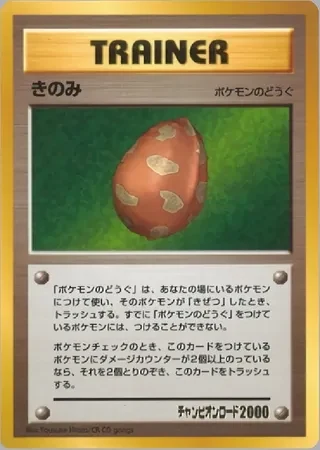 TRAINER
きのみ
ポケモンのどうぐ
「ポケモンのどうぐ」は、あなたの場にいるポケモン
につけて使い、そのポケモンが「きぜつ」したとき、
トラッシュする。すでに「ポケモンのどうぐ」をつけて
いるポケモンには、つけることができない。
ポケモンチェックのとき、このカードをつけている
ポケモンにダメージカウンターが2個以上のっている
なら、それを2個とりのぞき、このカードをトラッシュ
する。
チャンピオンロード2000